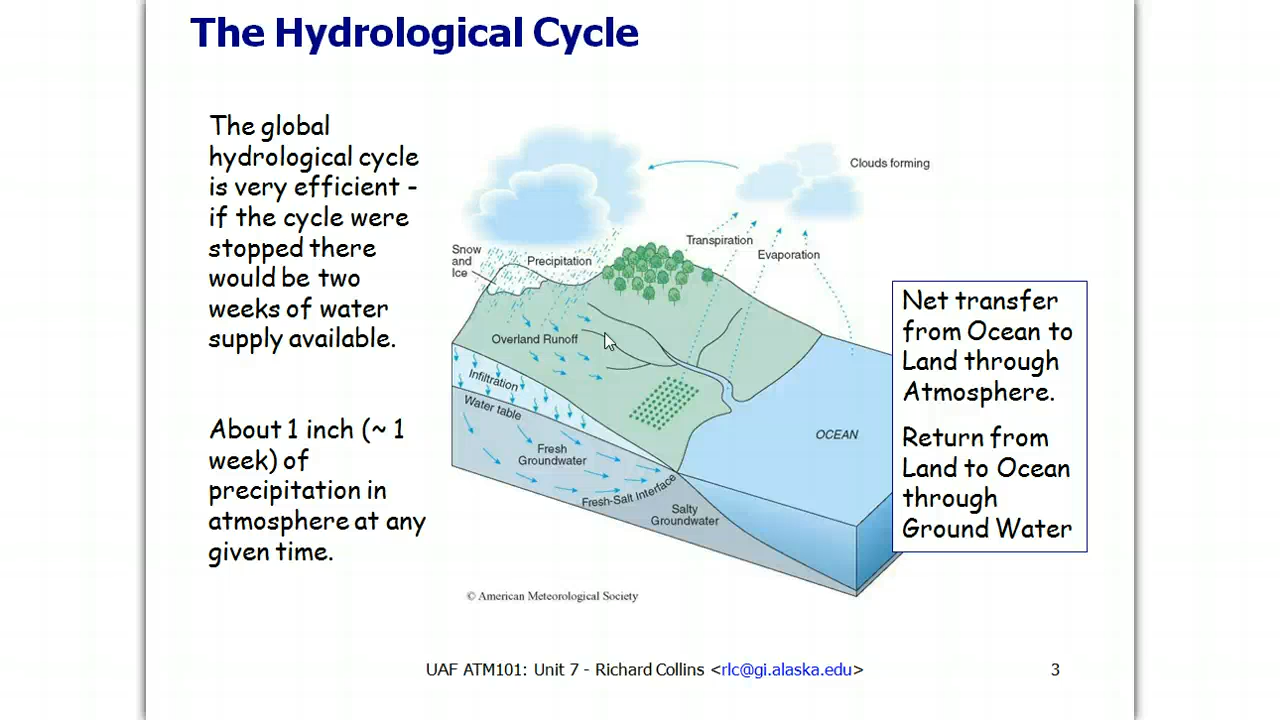 The Hydrological Cycle
The global
hydrological cycle
is very efficient -
if the cycle were
stopped there
would be two
weeks of water
supply available.
About 1 inch (~ 1
week) of
precipitation in
atmosphere at any
given time.
Clouds forming
Transpiration
Evaporation
Snow
and
Ice
Precipitation
Overland Runoff
Infiltration
Water table
Fresh
Groundwater
Fresh-Salt Interface
Salty
Groundwater
OCEAN
Net transfer
from Ocean to
Land through
Atmosphere.
Return from
Land to Ocean
through
Ground Water
© American Meteorological Society
UAF ATM101: Unit 7 - Richard Collins <rlc@gi.alaska.edu>
3